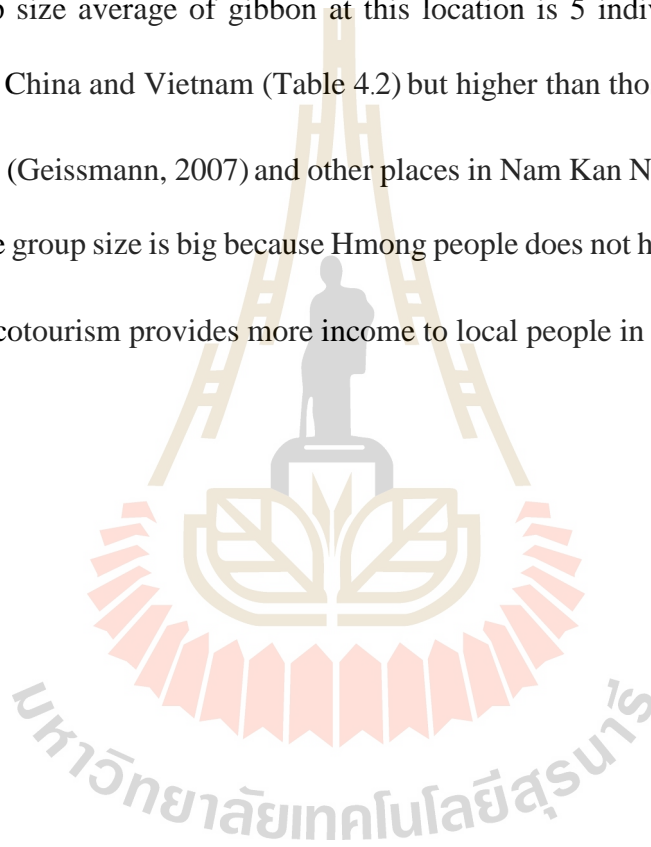 size average of gibbon at this location is 5
China and Vietnam (Table 4.2) but higher than
(Geissmann, 2007) and other places in Nam Kan
group size is big because Hmong people does not
provides more income to local people in
มหาวิทยาลัยเทคโนโลยีสุรนารี